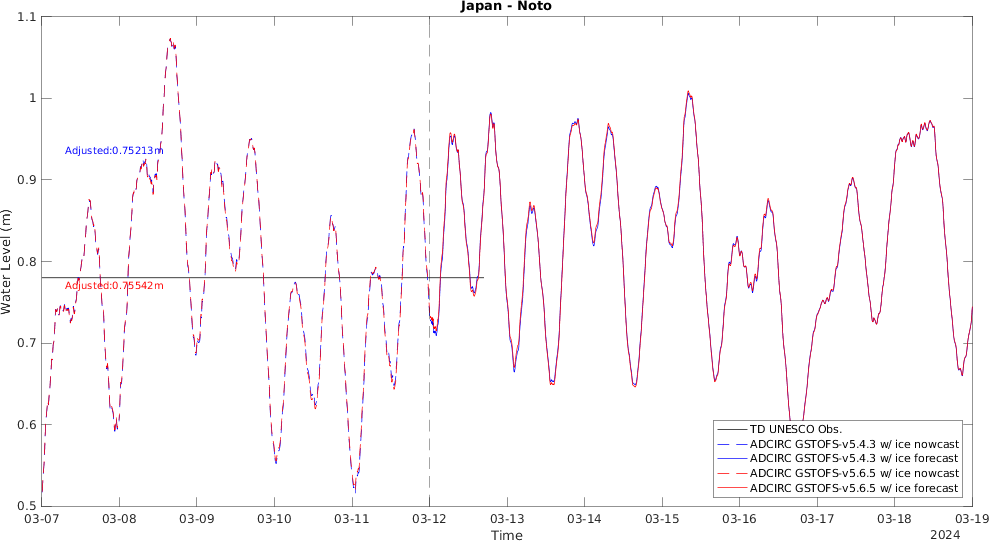 Japan - Noto
1.1
1
0.9
0.8
0.7
0.6
0.5
Water Level (m)
Adjusted:0.75213m
Adjusted:0.75542m
TD UNESCO Obs.
ADCIRC GSTOFS-v5.4.3 w/ ice nowcast
ADCIRC GSTOFS-v5.4.3 w/ ice forecast
ADCIRC GSTOFS-v5.6.5 w/ ice nowcast
ADCIRC GSTOFS-v5.6.5 w/ ice forecast
03-07 03-08 03-09 03-10 03-11 03-12 03-13 03-14 03-15 03-16 03-17 03-18 03-19
Time
2024